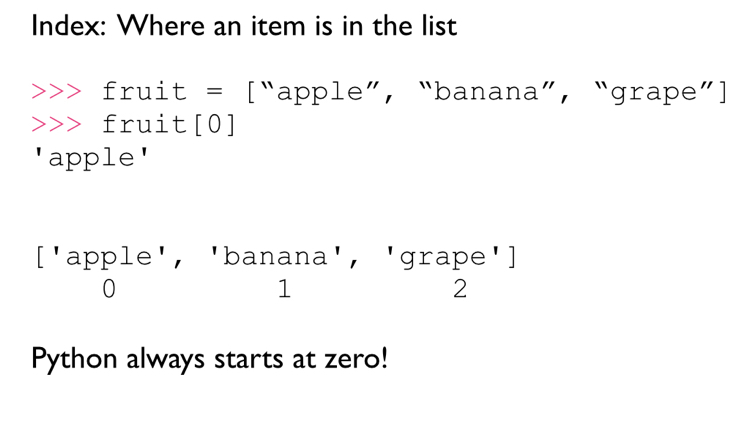 Index: Where an item is in the list
>>> fruit = [“apple”, “banana”, “grape”]
>>> fruit[0]
'apple'
['apple', 'banana', 'grape']
0 1 2
Python always starts at zero!